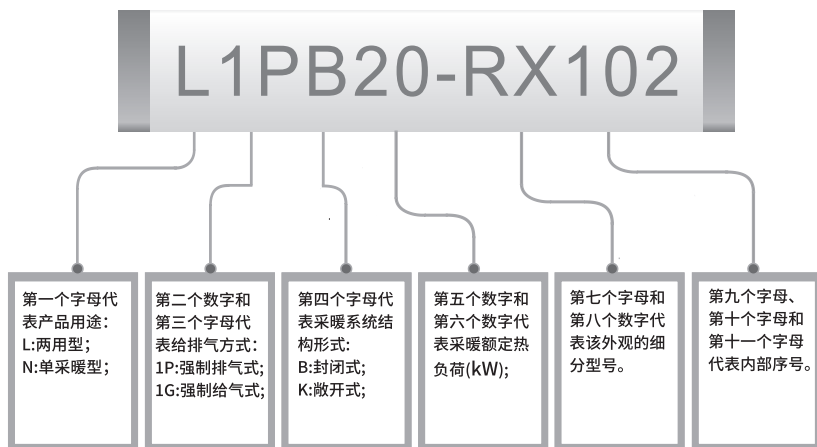 L1PB20-RX102
第一个字母代
表产品用途：
L:两用型；
N:单采暖型；
第二个数字和
第三个字母代
表给排气方式：
1P:强制排气式;
1G:强制给气式;
第四个字母代
表采暖系统结
构形式:
B:封闭式;
K:敞开式;
第五个数字和
第六个数字代
表采暖额定热
负荷(kW);
第七个字母和
第八个数字代
表该外观的细
分型号。
第九个字母、
第十个字母和
第十一个字母
代表内部序号。